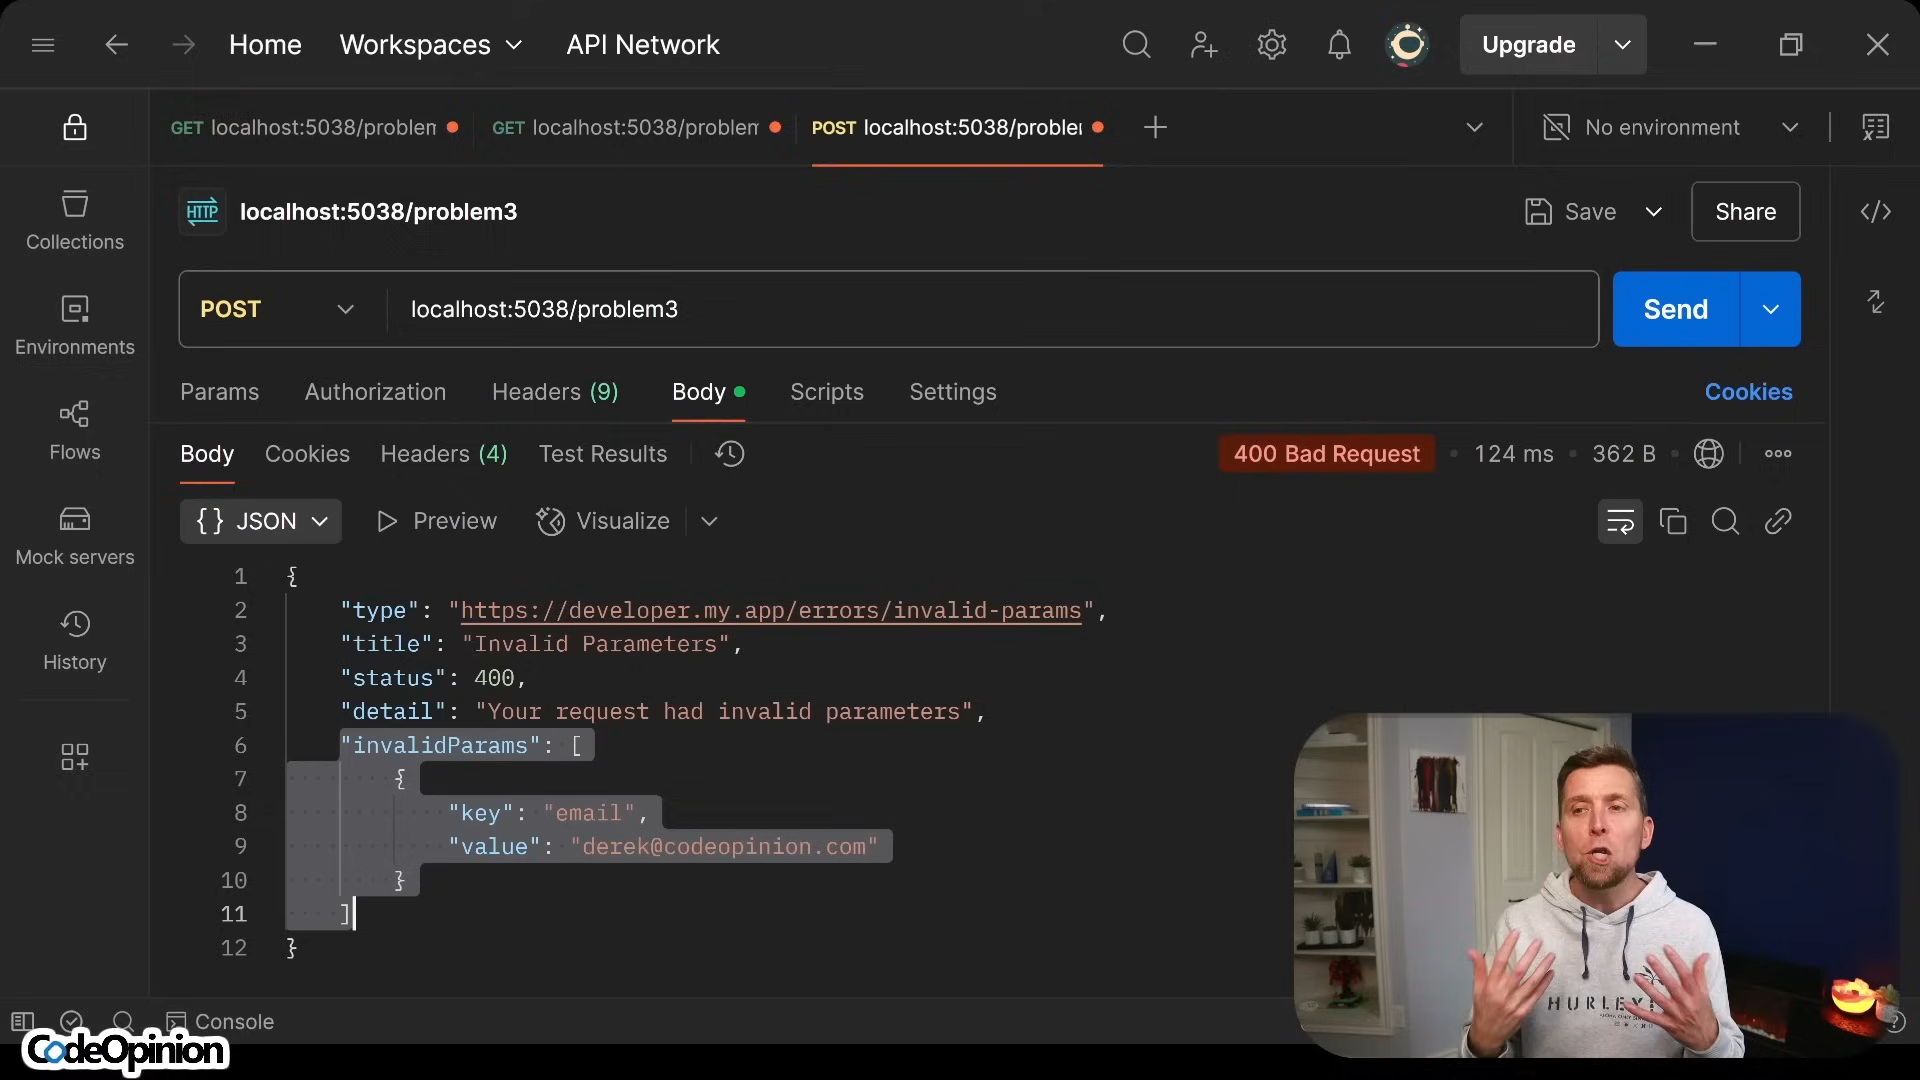 Home Workspaces API Network Upgrade
GET localhost:5038/problem GET localhost:5038/problem POST localhost:5038/proble No environment
HTTP localhost:5038/problem3 Save Share
Collections
POST localhost:5038/problem3 Send
Environments
Params Authorization Headers (9) Body Scripts Settings Cookies
Flows
Body Cookies Headers (4) Test Results 400 Bad Request 124 ms 362 B
{} JSON Preview Visualize
Mock servers
1 {
2 "type": "https://developer.my.app/errors/invalid-params",
3 "title": "Invalid Parameters",
History
4 "status": 400,
5 "detail": "Your request had invalid parameters",
6 "invalidParams": [
7 {
8 "key": "email",
9 "value": "derek@codeopinion.com"
10 }
11 ]
12 }
HURLEY
Console
CodeOpinion